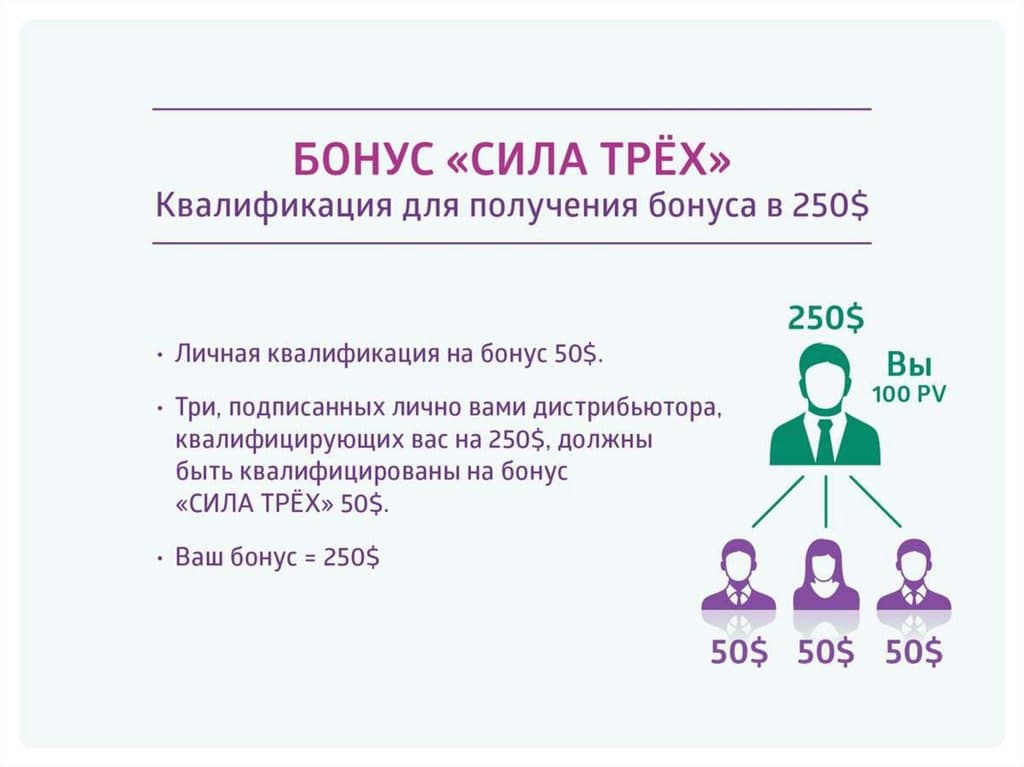 БОНУС «СИЛА ТРЁХ»
Квалификация для получения бонуса в 250$
• Личная квалификация на бонус 50$.
• Три, подписанных лично вами дистрибьютора,
квалифицирующих вас на 250$, должны
быть квалифицированы на бонус
«СИЛА ТРЁХ» 50$.
• Ваш бонус = 250$
250$
Вы
100 PV
50$ 50$ 50$